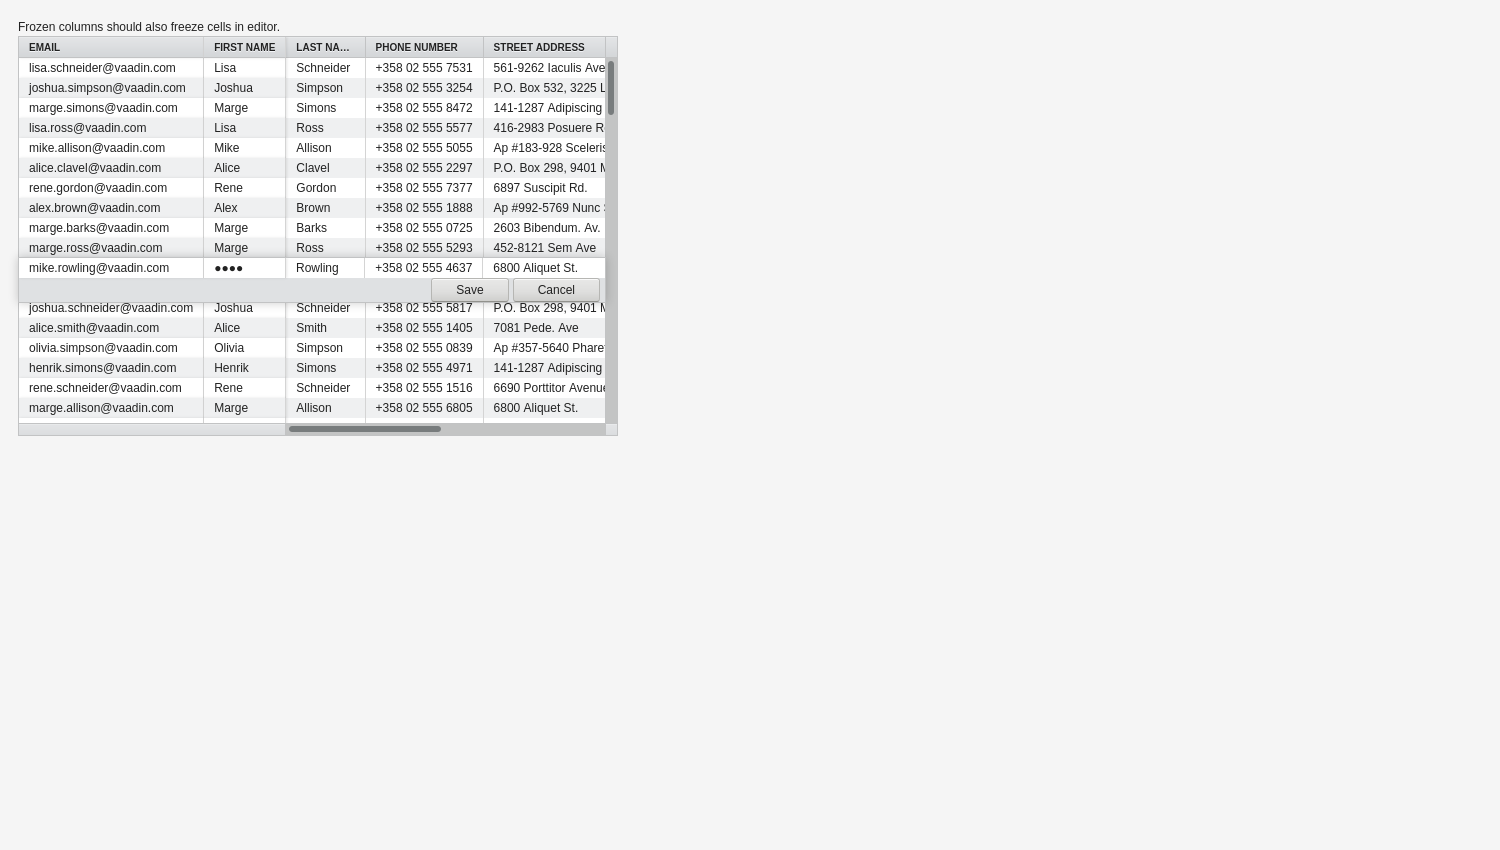 Frozen columns should also freeze cells in editor.
EMAIL FIRST NAME LAST NA… PHONE NUMBER STREET ADDRESS
lisa.schneider@vaadin.com Lisa Schneider +358 02 555 7531 561-9262 Iaculis Ave
joshua.simpson@vaadin.com Joshua Simpson +358 02 555 3254 P.O. Box 532, 3225 L
marge.simons@vaadin.com Marge Simons +358 02 555 8472 141-1287 Adipiscing
lisa.ross@vaadin.com Lisa Ross +358 02 555 5577 416-2983 Posuere R
mike.allison@vaadin.com Mike Allison +358 02 555 5055 Ap #183-928 Sceleris
alice.clavel@vaadin.com Alice Clavel +358 02 555 2297 P.O. Box 298, 9401 M
rene.gordon@vaadin.com Rene Gordon +358 02 555 7377 6897 Suscipit Rd.
alex.brown@vaadin.com Alex Brown +358 02 555 1888 Ap #992-5769 Nunc S
marge.barks@vaadin.com Marge Barks +358 02 555 0725 2603 Bibendum. Av.
marge.ross@vaadin.com Marge Ross +358 02 555 5293 452-8121 Sem Ave
mike.rowling@vaadin.com ●●●● Rowling +358 02 555 4637 6800 Aliquet St.
Save Cancel
joshua.schneider@vaadin.com Joshua Schneider +358 02 555 5817 P.O. Box 298, 9401 M
alice.smith@vaadin.com Alice Smith +358 02 555 1405 7081 Pede. Ave
olivia.simpson@vaadin.com Olivia Simpson +358 02 555 0839 Ap #357-5640 Pharet
henrik.simons@vaadin.com Henrik Simons +358 02 555 4971 141-1287 Adipiscing
rene.schneider@vaadin.com Rene Schneider +358 02 555 1516 6690 Porttitor Avenue
marge.allison@vaadin.com Marge Allison +358 02 555 6805 6800 Aliquet St.